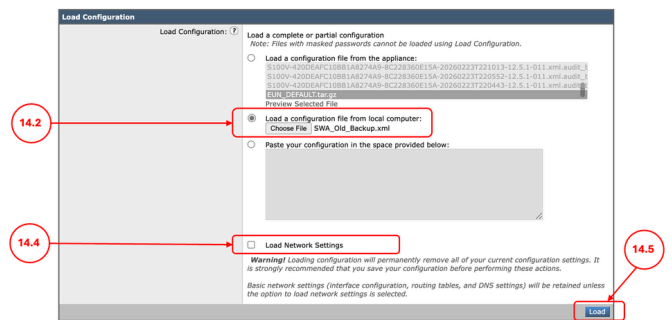 Load Configuration
Load Configuration: ?
Load a complete or partial configuration
Note: Files with masked passwords cannot be loaded using Load Configuration.
Load a configuration file from the appliance:
S100V-420DEAFC10BB1A8274A9-8C228360E15A-20260223T221013-12.5.1-011.xml.audit_l
S100V-420DEAFC10BB1A8274A9-8C228360E15A-20260223T220552-12.5.1-011.xml.audit_l
S100V-420DEAFC10BB1A8274A9-8C228360E15A-20260223T220443-12.5.1-011.xml.audit_l
EUN_DEFAULT.tar.gz
Preview Selected File
14.2
Load a configuration file from local computer:
Choose File SWA_Old_Backup.xml
Paste your configuration in the space provided below:
14.4
Load Network Settings
14.5
Warning! Loading configuration will permanently remove all of your current configuration settings. It
is strongly recommended that you save your configuration before performing these actions.
Basic network settings (interface configuration, routing tables, and DNS settings) will be retained unless
the option to load network settings is selected.
Load